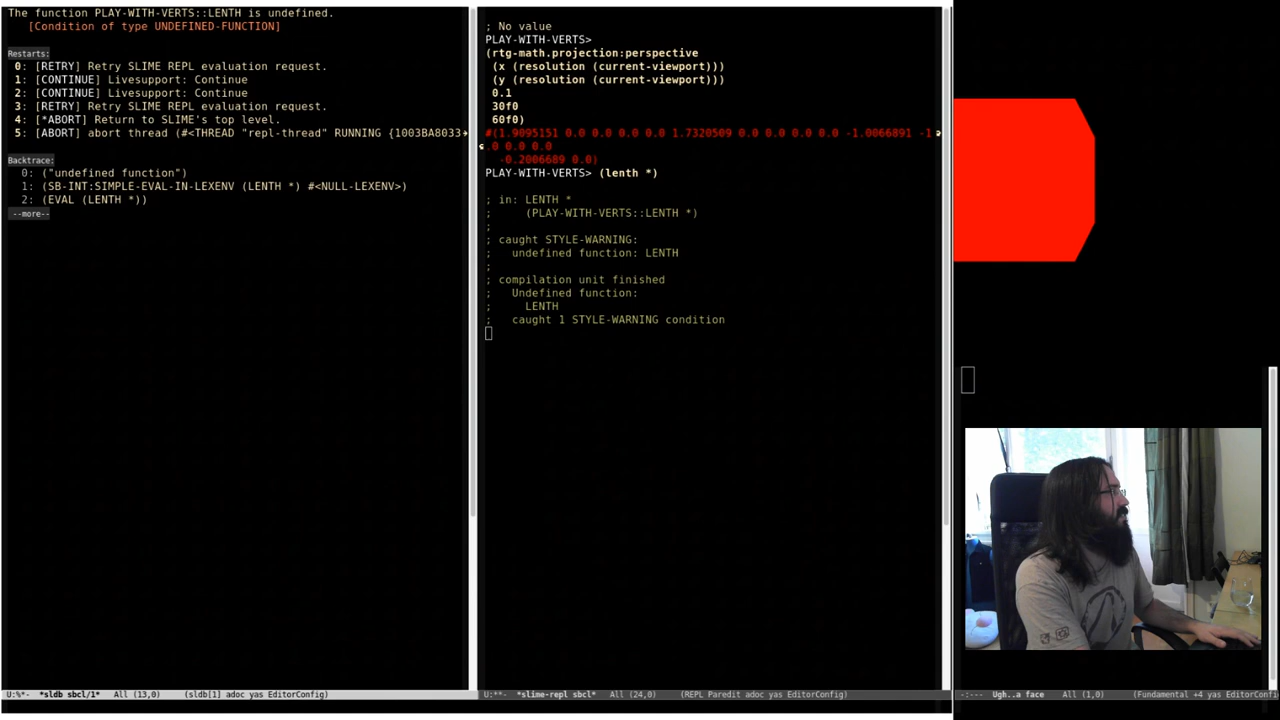 The function PLAY-WITH-VERTS::LENTH is undefined.
[Condition of type UNDEFINED-FUNCTION]
Restarts:
0: [RETRY] Retry SLIME REPL evaluation request.
1: [CONTINUE] Livesupport: Continue
2: [CONTINUE] Livesupport: Continue
3: [RETRY] Retry SLIME REPL evaluation request.
4: [*ABORT] Return to SLIME's top level.
5: [ABORT] abort thread (#<THREAD "repl-thread" RUNNING {1003BA8033
Backtrace:
0: ("undefined function")
1: (SB-INT:SIMPLE-EVAL-IN-LEXENV (LENTH *) #<NULL-LEXENV>)
2: (EVAL (LENTH *))
--more--
U:%*- *sldb sbcl/1* All (13,0) (sldb[1] adoc yas EditorConfig)
; No value
PLAY-WITH-VERTS>
(rtg-math.projection:perspective
(x (resolution (current-viewport)))
(y (resolution (current-viewport)))
0.1
30f0
60f0)
#(1.9095151 0.0 0.0 0.0 0.0 1.7320509 0.0 0.0 0.0 0.0 -1.0066891 -1
.0 0.0 0.0
-0.2006689 0.0)
PLAY-WITH-VERTS> (lenth *)
; in: LENTH *
; (PLAY-WITH-VERTS::LENTH *)
;
; caught STYLE-WARNING:
; undefined function: LENTH
;
; compilation unit finished
; Undefined function:
; LENTH
; caught 1 STYLE-WARNING condition
U:**- *slime-repl sbcl* All (24,0) (REPL Paredit adoc yas EditorConfig)
-:--- Ugh..a face All (1,0) (Fundamental +4 yas EditorConfi